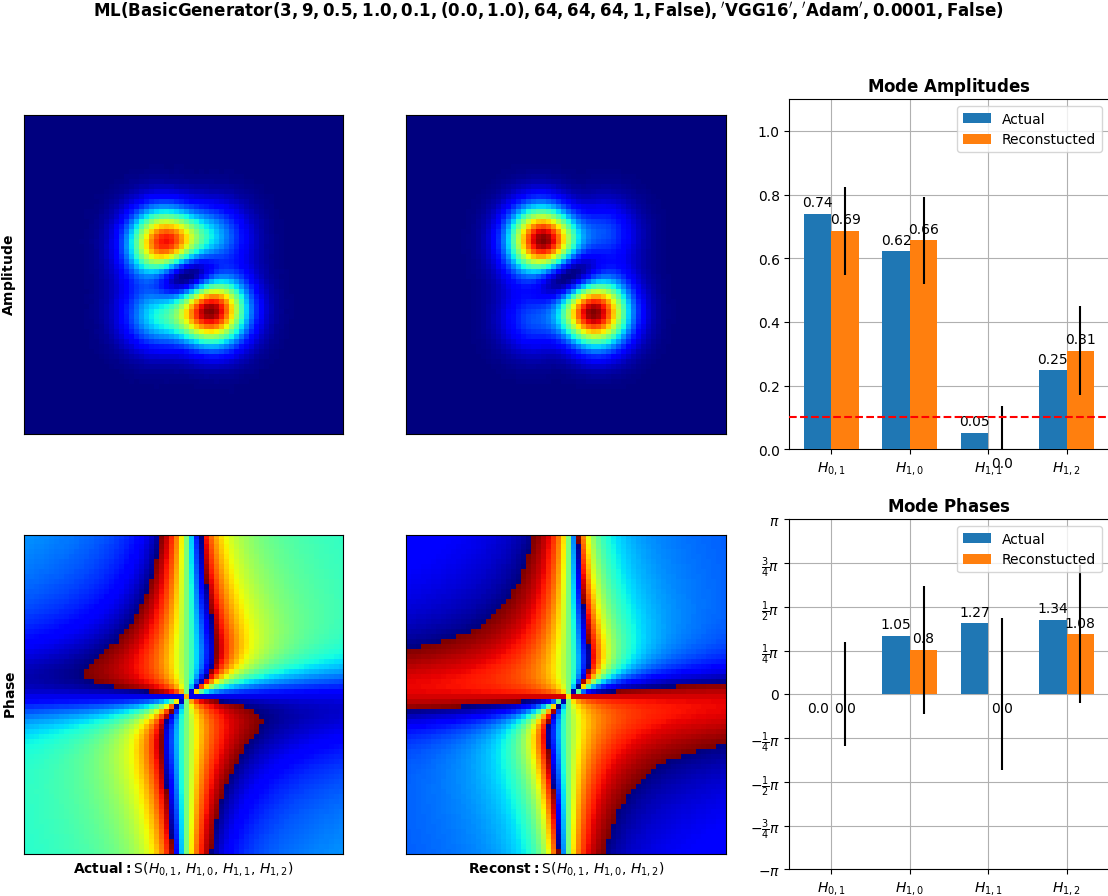 ML(BasicGenerator(3, 9, 0.5, 1.0, 0.1, (0.0, 1.0), 64, 64, 64, 1, False), ′VGG16′, ′Adam′, 0.0001, False)
Amplitude
Mode Amplitudes
Actual
Reconstucted
1.0
0.8
0.6
0.4
0.2
0.0
0.74
0.69
0.62
0.66
0.05
0.0
0.25
0.31
H0,1
H1,0
H1,1
H1,2
Phase
Actual: S(H0,1, H1,0, H1,1, H1,2)
Reconst: S(H0,1, H1,0, H1,2)
Mode Phases
Actual
Reconstucted
π
3/4π
1/2π
1/4π
0
−1/4π
−1/2π
−3/4π
−π
0.0
0.0
1.05
0.8
1.27
0.0
1.34
1.08
H0,1
H1,0
H1,1
H1,2